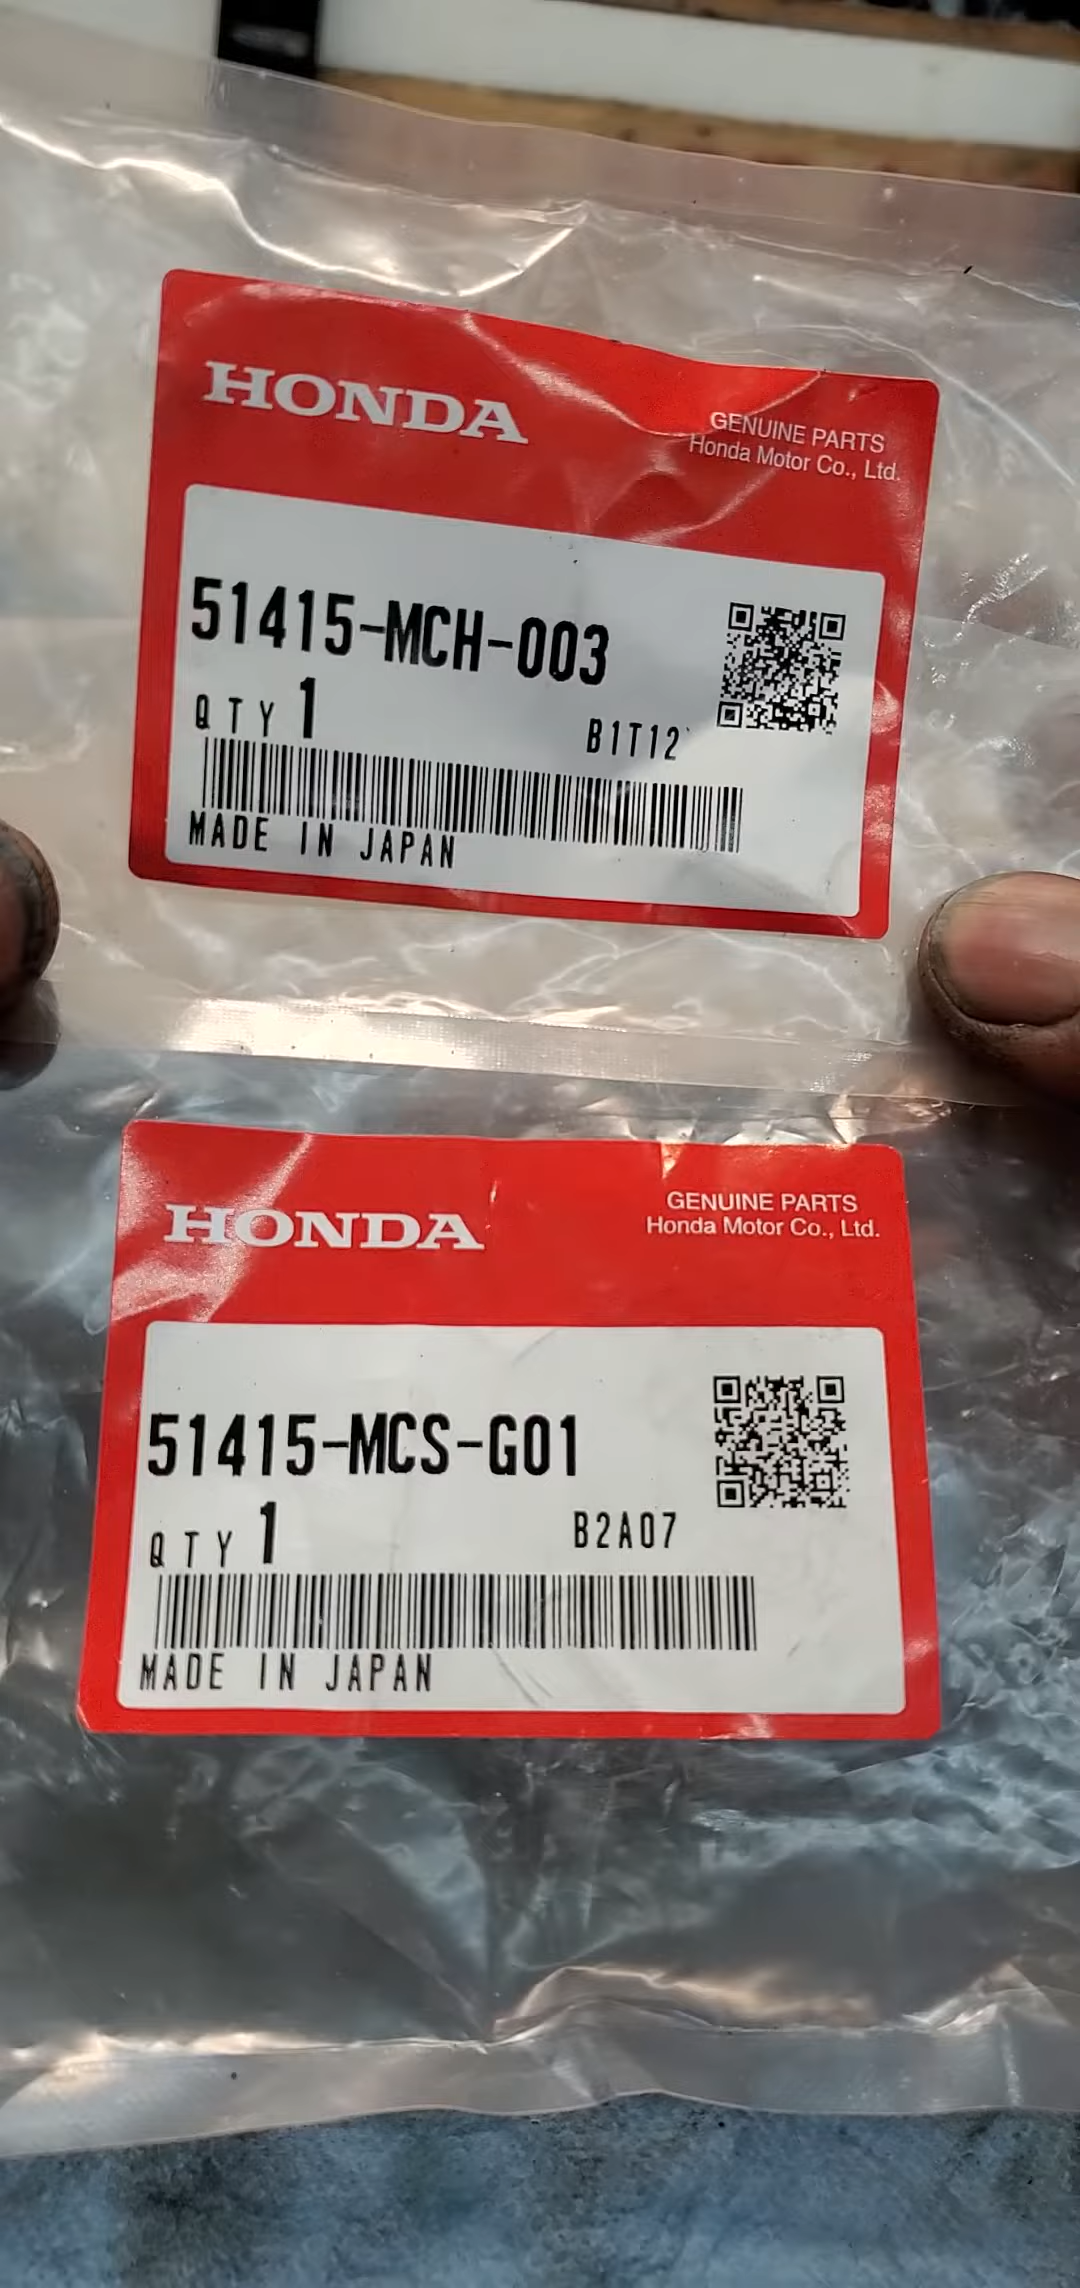 HONDA
GENUINE PARTS
Honda Motor Co., Ltd.
51415-MCH-003
QTY 1
B1T12
MADE IN JAPAN
HONDA
GENUINE PARTS
Honda Motor Co., Ltd.
51415-MCS-G01
QTY 1
B2A07
MADE IN JAPAN